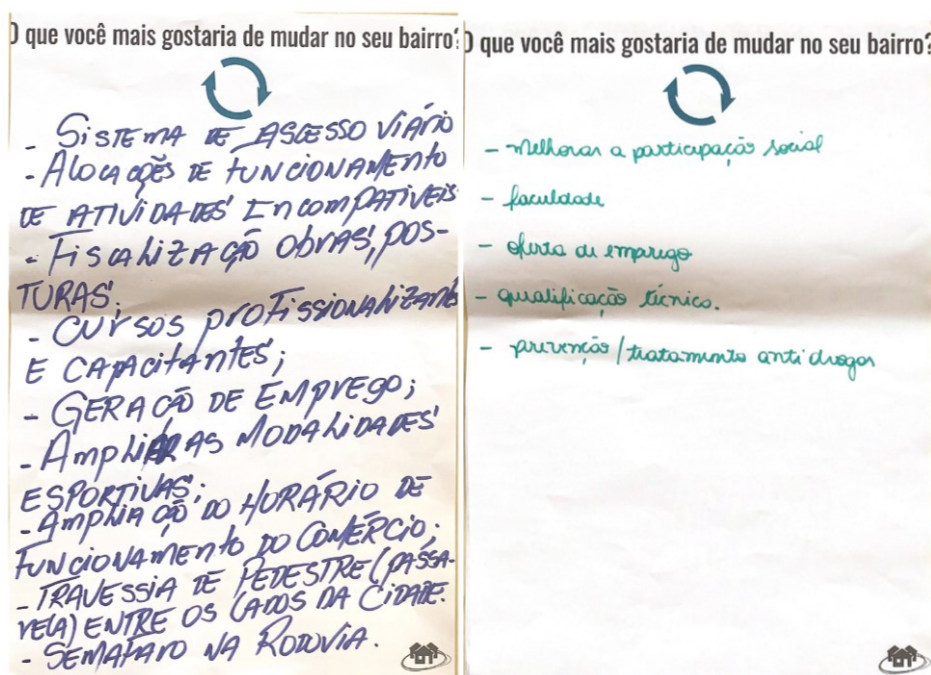 O que você mais gostaria de mudar no seu bairro?
- SISTEMA DE ASCESSO VIÁRIO
- ALOCAÇÕES DE FUNCIONAMENTO
DE ATIVIDADES INCOMPATÍVEIS
- FISCALIZAÇÃO OBRAS, POS-
TURAS;
- CURSOS PROFISSIONALIZANTE
E CAPACITANTES;
- GERAÇÃO DE EMPREGO;
- AMPLIAR AS MODALIDADES
ESPORTIVAS;
- AMPLIAÇÃO DO HORÁRIO DE
FUNCIONAMENTO DO COMÉRCIO;
- TRAVESSIA DE PEDESTRE (PASSA-
RELA) ENTRE OS LADOS DA CIDADE.
- SEMAFARO NA RODOVIA.
O que você mais gostaria de mudar no seu bairro?
- melhorar a participação social
- faculdade
- oferta de emprego
- qualificação técnico.
- prevenção/tratamento anti drogas